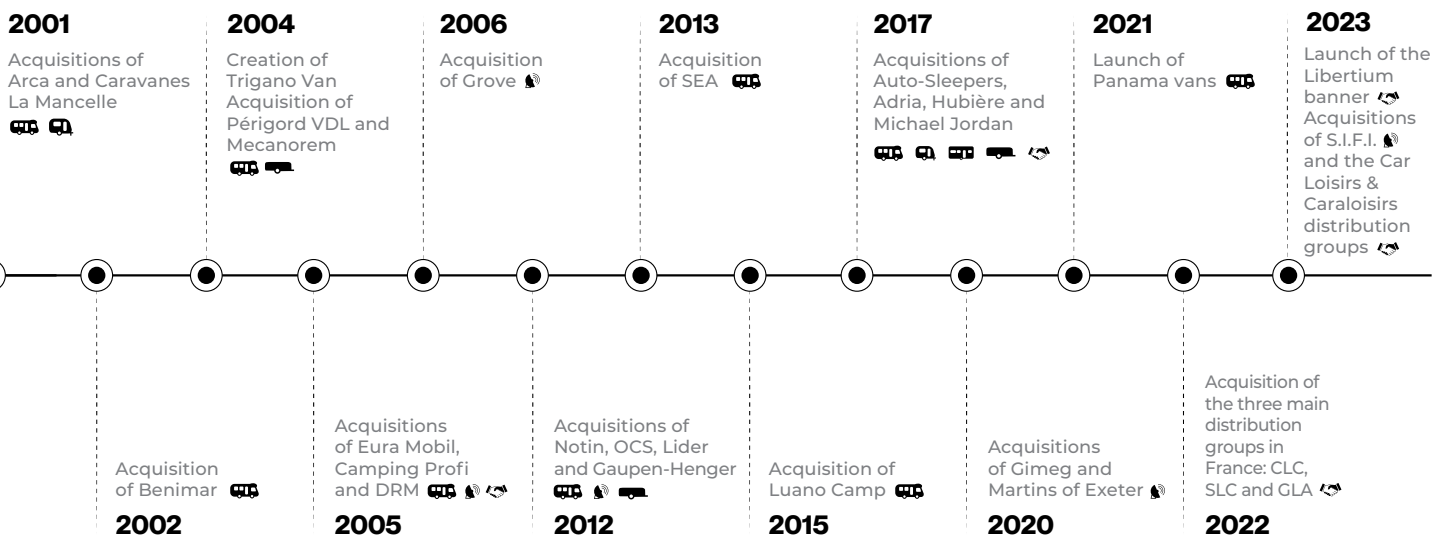 2001
Acquisitions of
Arca and Caravanes
La Mancelle
2004
Creation of
Trigano Van
Acquisition of
Périgord VDL and
Mecanorem
2006
Acquisition
of Grove
2013
Acquisition
of SEA
2017
Acquisitions of
Auto-Sleepers,
Adria, Hubière and
Michael Jordan
2021
Launch of
Panama vans
2023
Launch of the
Libertium
banner
Acquisitions
of S.I.F.I.
and the Car
Loisirs &
Caraloisirs
distribution
groups
Acquisition
of Benimar
2002
Acquisitions
of Eura Mobil,
Camping Profi
and DRM
2005
Acquisitions of
Notin, OCS, Lider
and Gaupen-Henger
2012
Acquisition of
Luano Camp
2015
Acquisitions
of Gimeg and
Martins of Exeter
2020
Acquisition of
the three main
distribution
groups in
France: CLC,
SLC and GLA
2022